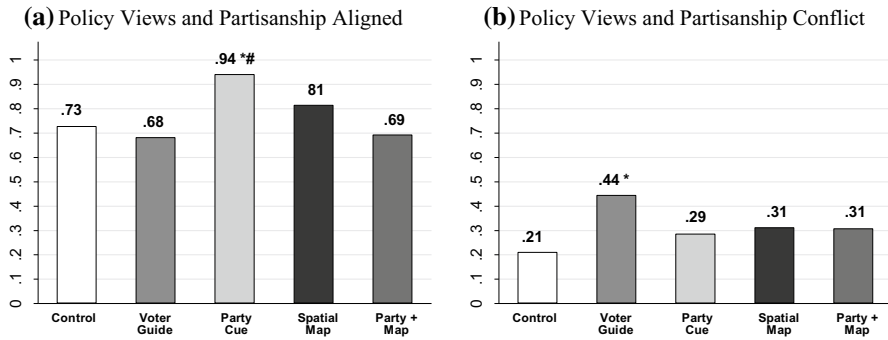 (a) Policy Views and Partisanship Aligned
1
.9
.8
.7
.6
.5
.4
.3
.2
.1
0
.73
.68
.94 *#
81
.69
Control
Voter
Guide
Party
Cue
Spatial
Map
Party +
Map
(b) Policy Views and Partisanship Conflict
1
.9
.8
.7
.6
.5
.4
.3
.2
.1
0
.21
.44 *
.29
.31
.31
Control
Voter
Guide
Party
Cue
Spatial
Map
Party +
Map